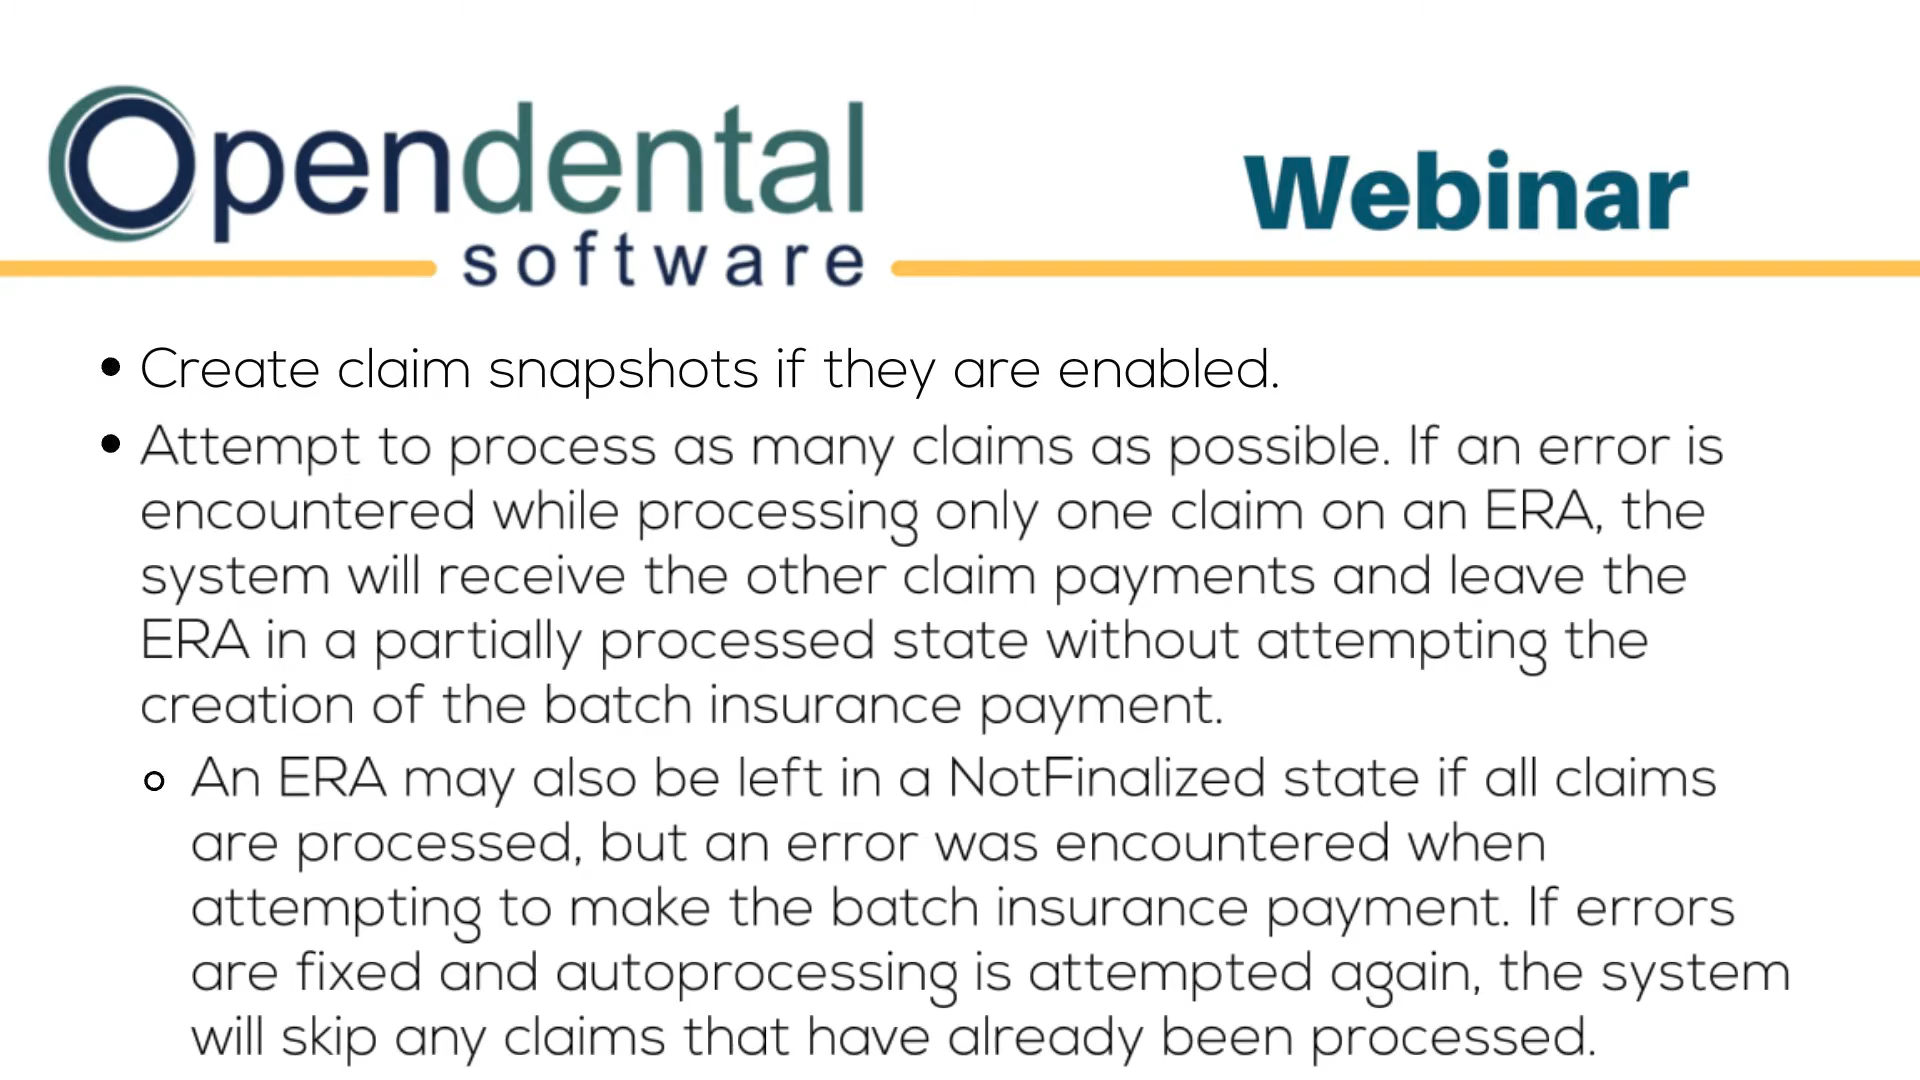 Opendental
software
Webinar
• Create claim snapshots if they are enabled.
• Attempt to process as many claims as possible. If an error is
encountered while processing only one claim on an ERA, the
system will receive the other claim payments and leave the
ERA in a partially processed state without attempting the
creation of the batch insurance payment.
◦ An ERA may also be left in a NotFinalized state if all claims
are processed, but an error was encountered when
attempting to make the batch insurance payment. If errors
are fixed and autoprocessing is attempted again, the system
will skip any claims that have already been processed.